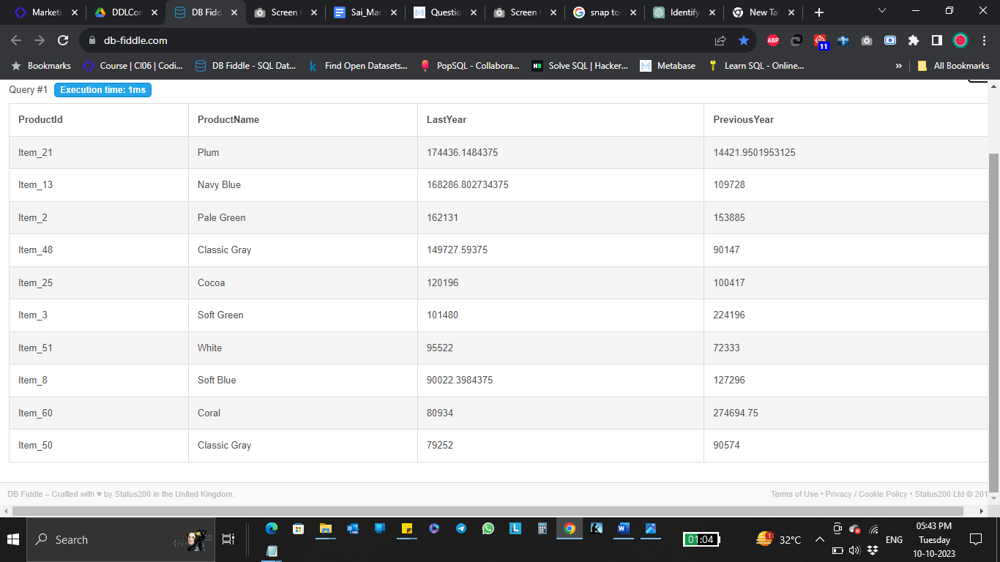 Marketi DDLCor DB Fidd Screen Sai_Mar Questio Screen snap to Identify New Tal
db-fiddle.com ABP 11
Bookmarks Course | CI06 | Codi... DB Fiddle - SQL Dat... Find Open Datasets... PopSQL - Collabora... Solve SQL | Hacker... Metabase Learn SQL - Online... » All Bookmarks
Query #1 Execution time: 1ms
ProductId ProductName LastYear PreviousYear
Item_21 Plum 174436.1484375 14421.9501953125
Item_13 Navy Blue 168286.802734375 109728
Item_2 Pale Green 162131 153885
Item_48 Classic Gray 149727.59375 90147
Item_25 Cocoa 120196 100417
Item_3 Soft Green 101480 224196
Item_51 White 95522 72333
Item_8 Soft Blue 90022.3984375 127296
Item_60 Coral 80934 274694.75
Item_50 Classic Gray 79252 90574
DB Fiddle – Crafted with ♥ by Status200 in the United Kingdom. Terms of Use • Privacy / Cookie Policy • Status200 Ltd © 201
Search 01:04 1 32°C ENG 05:43 PM
Tuesday
10-10-2023